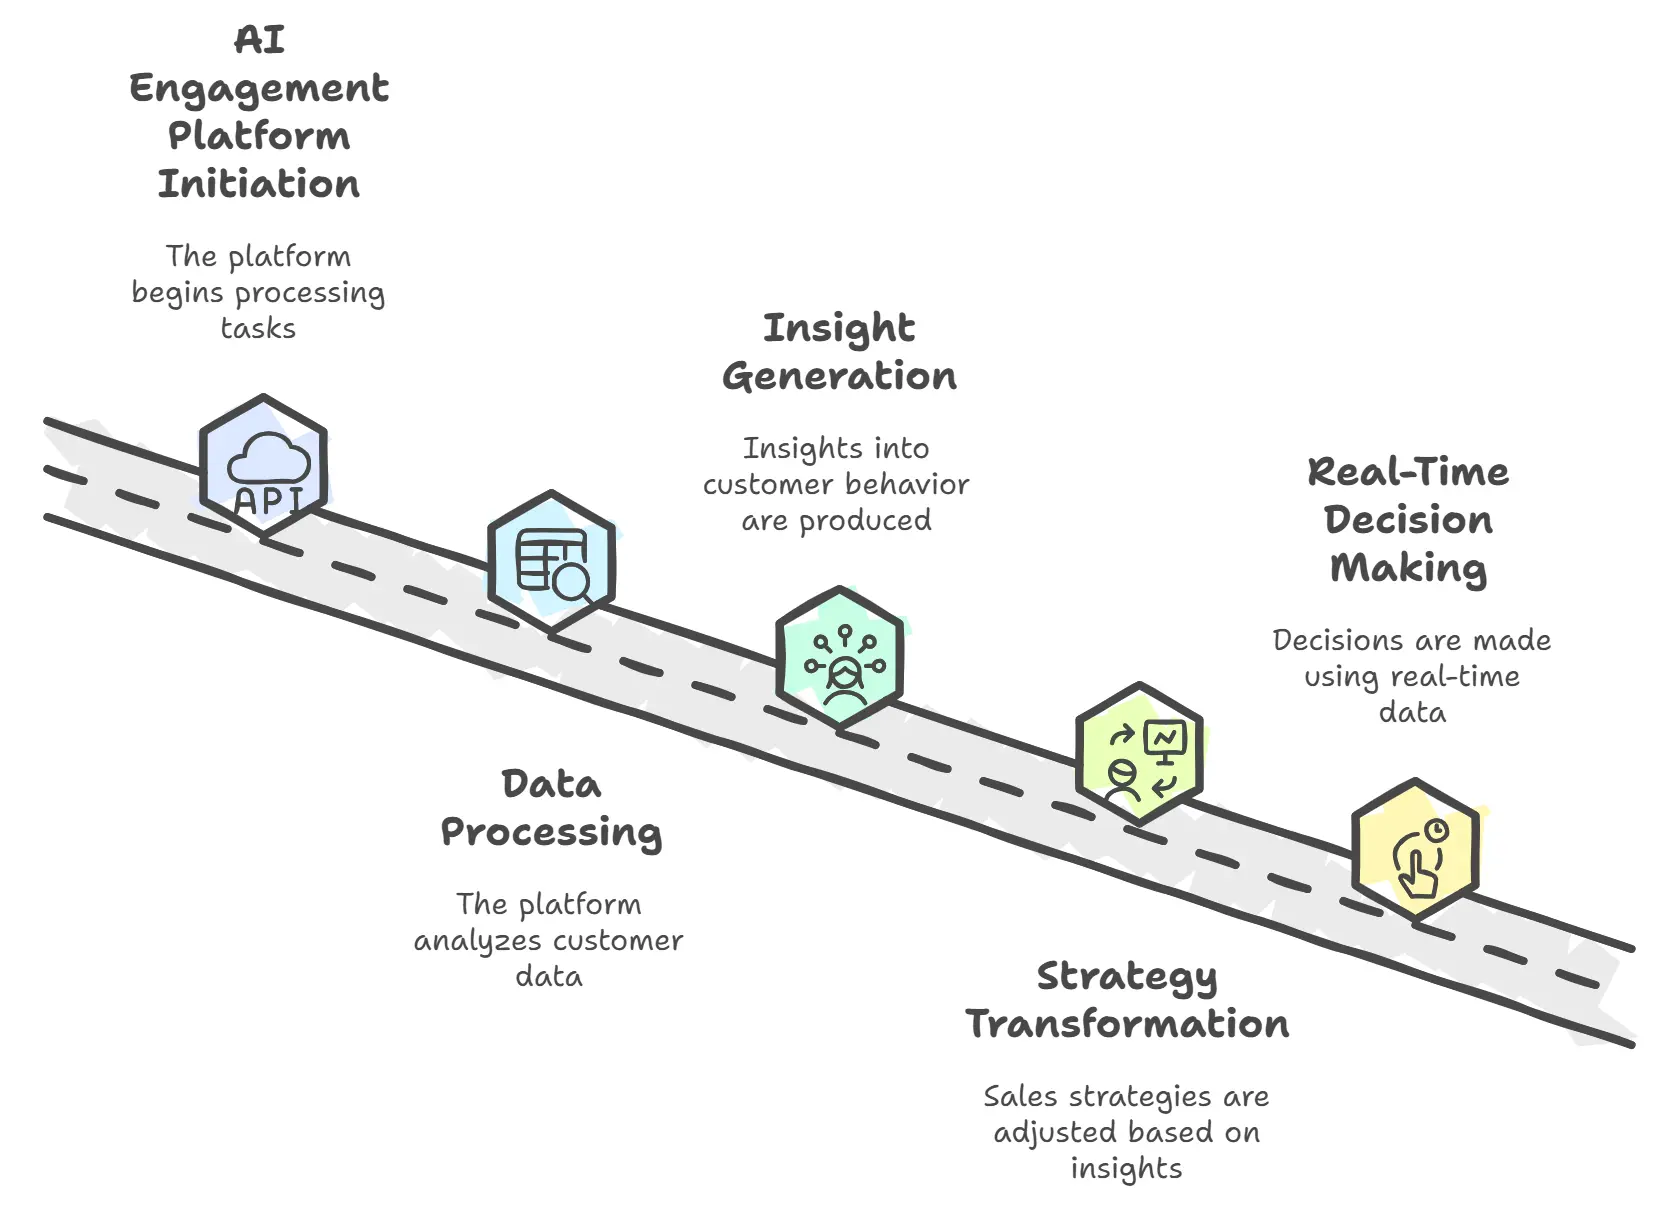 AI
Engagement
Platform
Initiation
The platform
begins processing
tasks
API
Data
Processing
The platform
analyzes customer
data
Insight
Generation
Insights into
customer behavior
are produced
Strategy
Transformation
Sales strategies are
adjusted based on
insights
Real-Time
Decision
Making
Decisions are made
using real-time
data